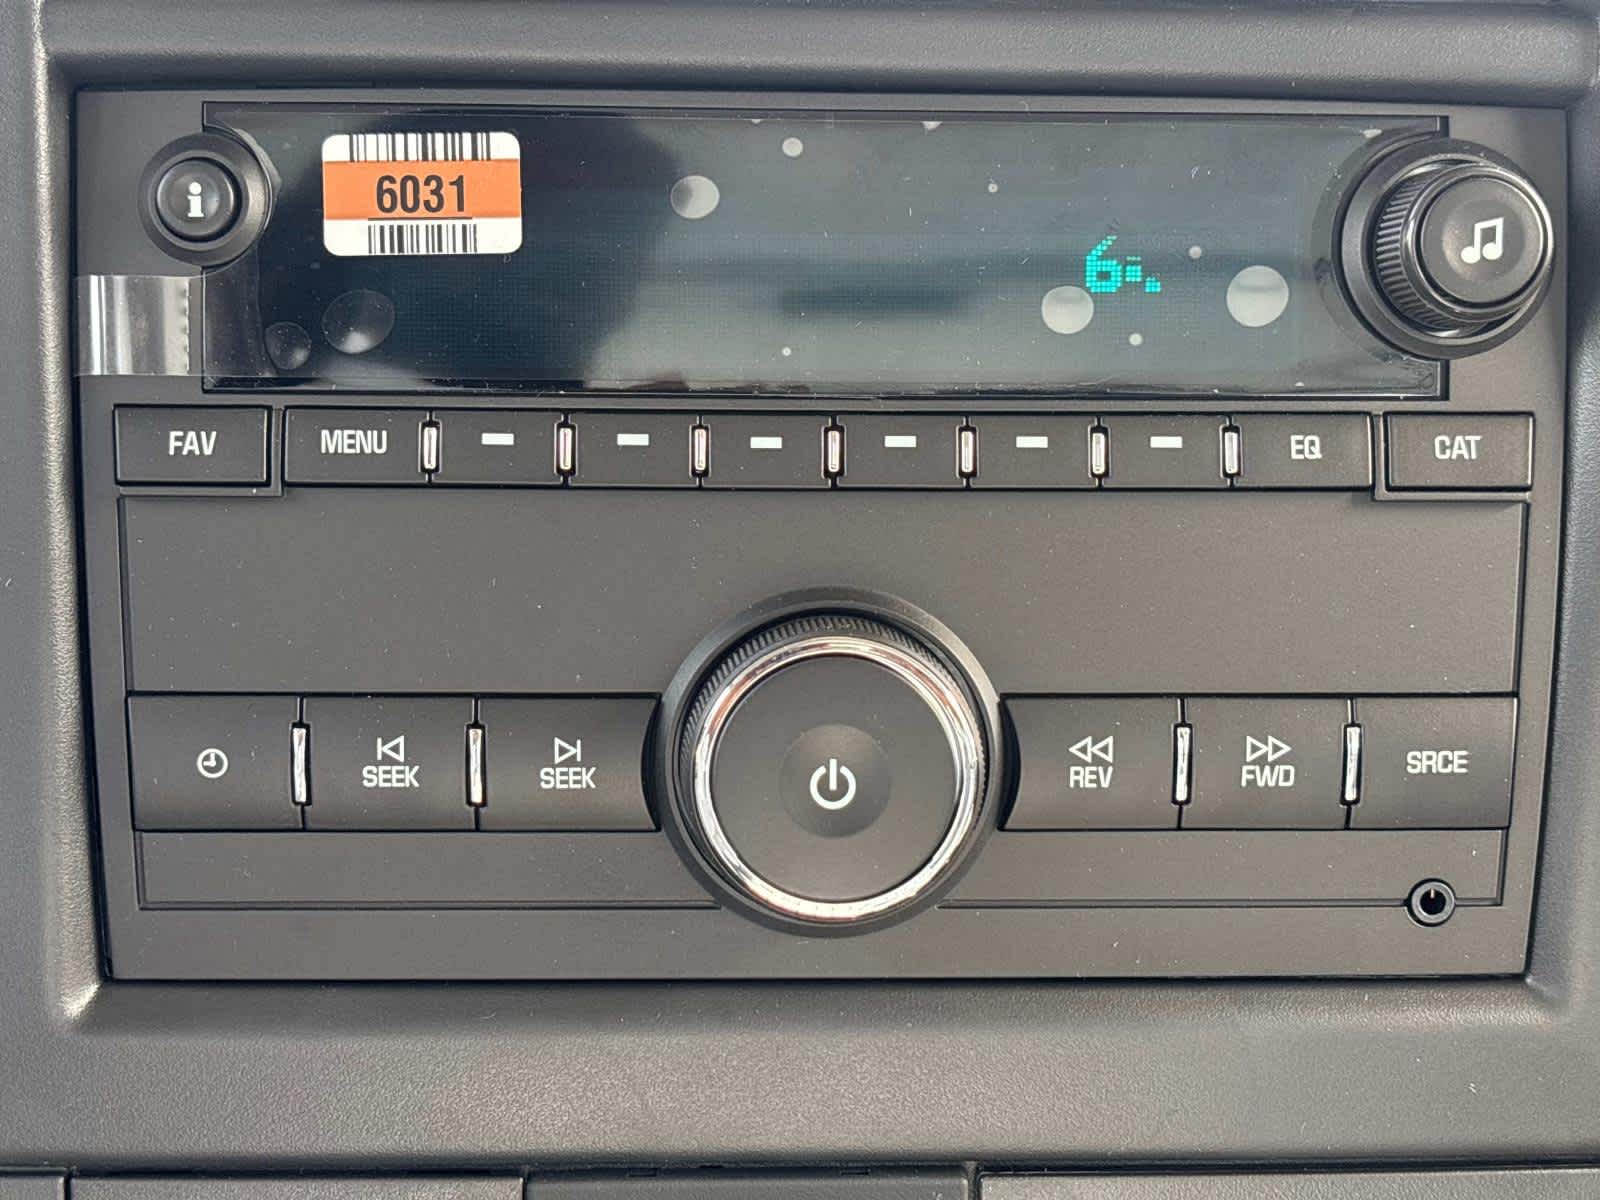 i
6031
FAV
MENU
EQ
CAT
SEEK
SEEK
REV
FWD
SRCE